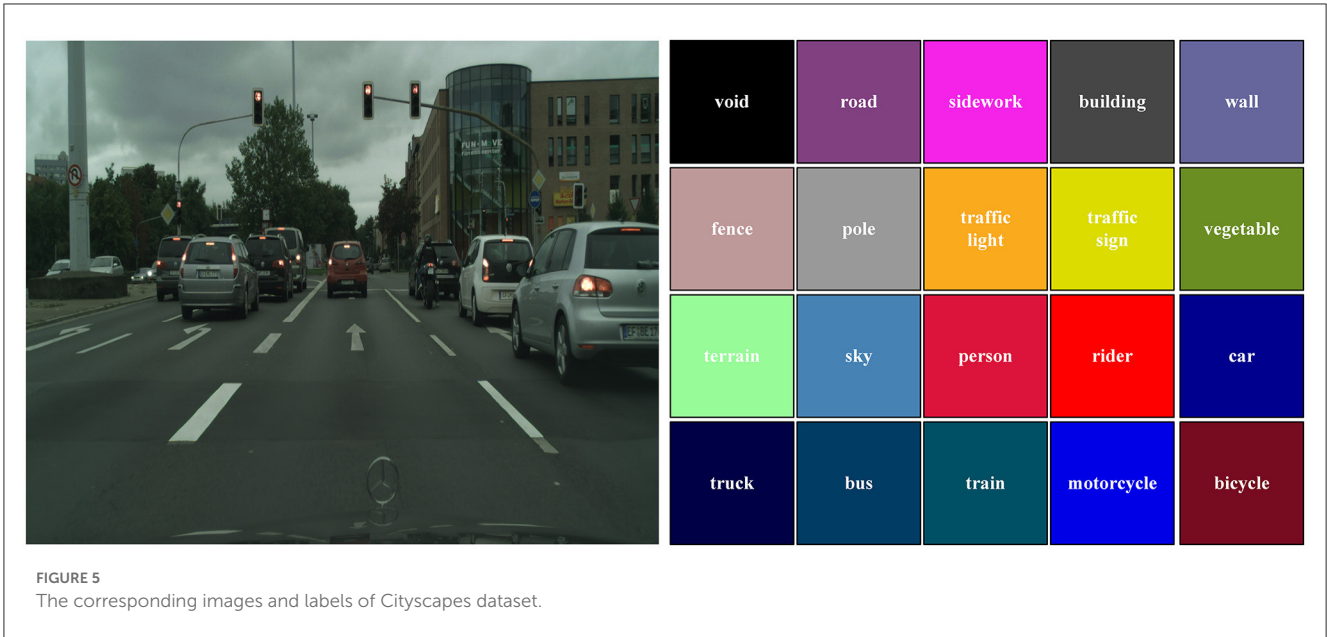 void
road
sidework
building
wall
fence
pole
traffic
light
traffic
sign
vegetable
terrain
sky
person
rider
car
truck
bus
train
motorcycle
bicycle
FIGURE 5
The corresponding images and labels of Cityscapes dataset.